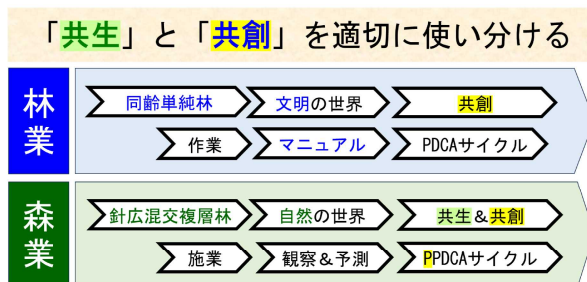 「共生」と「共創」を適切に使い分ける
林業
同齢単純林 文明の世界 共創
作業 マニュアル PDCAサイクル
森業
針広混交複層林 自然の世界 共生&共創
施業 観察&予測 PPDCAサイクル